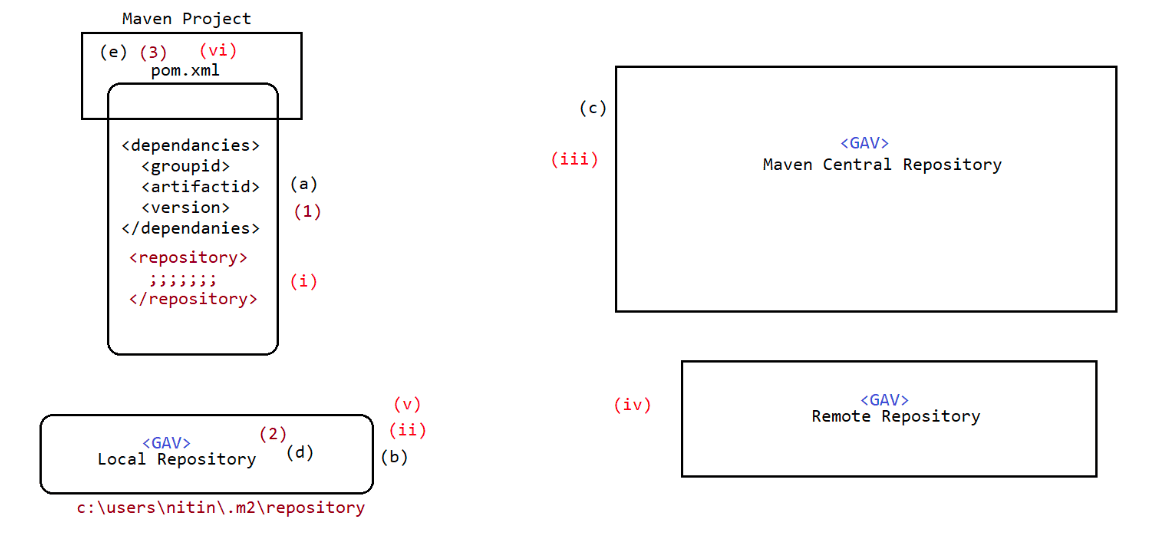 Maven Project
(e) (3) (vi)
pom.xml
<dependancies>
<groupid>
<artifactid> (a)
<version> (1)
</dependanies>
<repository>
;;;;;;; (i)
</repository>
(c)
(iii)
<GAV>
Maven Central Repository
(v)
(ii)
(2)
<GAV>
(d)
Local Repository
(b)
c:\users\nitin\.m2\repository
(iv)
<GAV>
Remote Repository